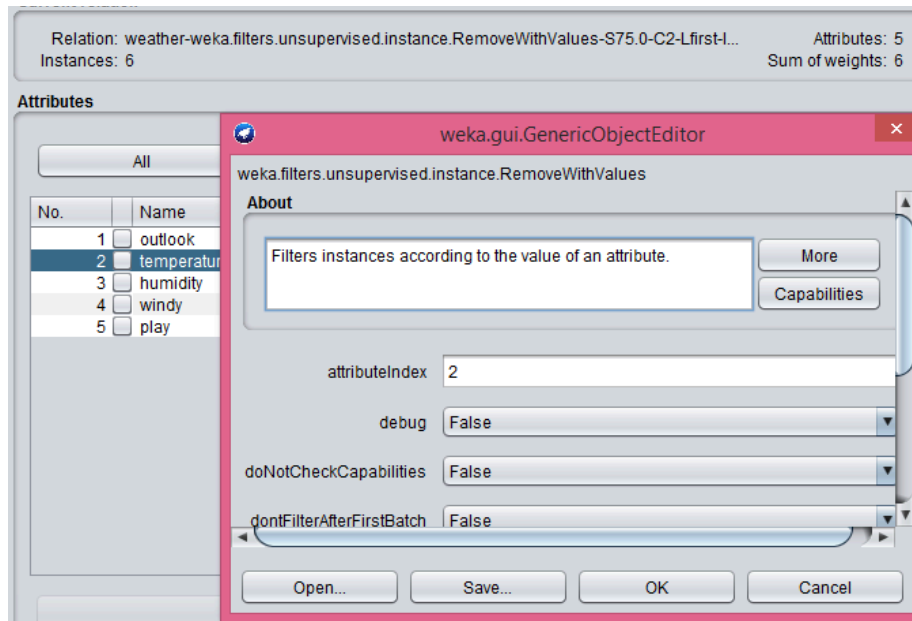 Current relation
Relation: weather-weka.filters.unsupervised.instance.RemoveWithValues-S75.0-C2-Lfirst-l... Attributes: 5
Instances: 6 Sum of weights: 6
Attributes
All
No. Name
1 outlook
2 temperatur
3 humidity
4 windy
5 play
weka.gui.GenericObjectEditor
weka.filters.unsupervised.instance.RemoveWithValues
About
Filters instances according to the value of an attribute.
More
Capabilities
attributeIndex 2
debug False
doNotCheckCapabilities False
dontFilterAfterFirstBatch False
Open... Save... OK Cancel